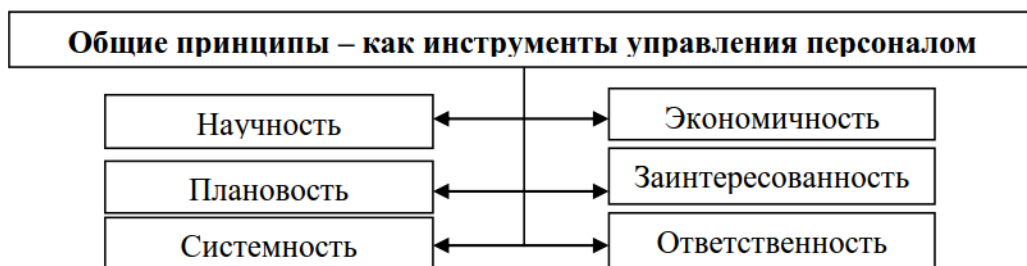 Общие принципы – как инструменты управления персоналом
Научность
Экономичность
Плановость
Заинтересованность
Системность
Ответственность